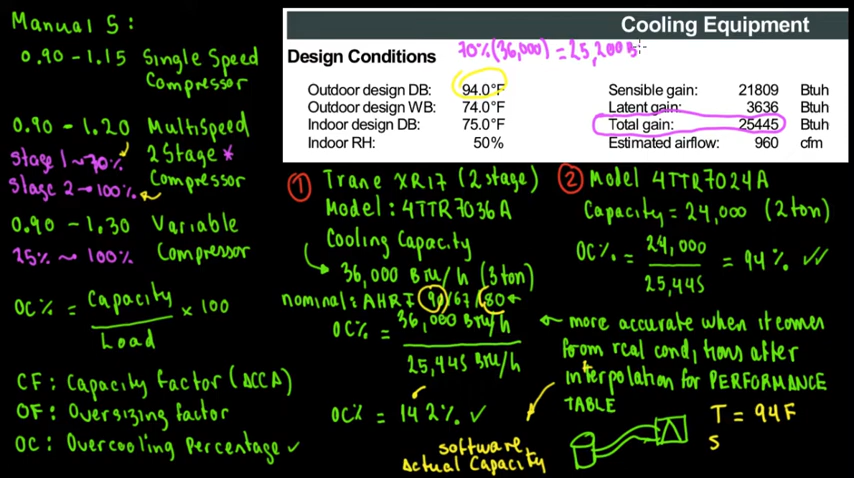 Manual S:
0.90 - 1.15 Single Speed
Compressor
0.90 - 1.20 Multispeed
Stage 1 ~ 70% 2 Stage *
Stage 2 ~ 100% Compressor
0.90 - 1.30 Variable
25% ~ 100% Compressor
OC% = Capacity / Load × 100
CF: Capacity Factor (ACCA)
OF: Oversizing factor
OC: Overcooling Percentage ✓
Cooling Equipment
Design Conditions
70% (36,000) = 25,200 B
Outdoor design DB: 94.0°F Sensible gain: 21809 Btuh
Outdoor design WB: 74.0°F Latent gain: 3636 Btuh
Indoor design DB: 75.0°F Total gain: 25445 Btuh
Indoor RH: 50% Estimated airflow: 960 cfm
① Trane XR17 (2 stage)
Model: 4TTR7036A
Cooling Capacity
36,000 BTU/h (3 ton)
nominal: AHRI 95/67/80
OC% = 36,000 BTU/h / 25,445 BTU/h
OC% = 142% ✓
software
Actual Capacity
② Model 4TTR7024A
Capacity = 24,000 (2 ton)
OC% = 24,000 / 25,445 = 94% ✓✓
← more accurate when it comes
from real conditions after
interpolation for PERFORMANCE
TABLE
T = 94F
S